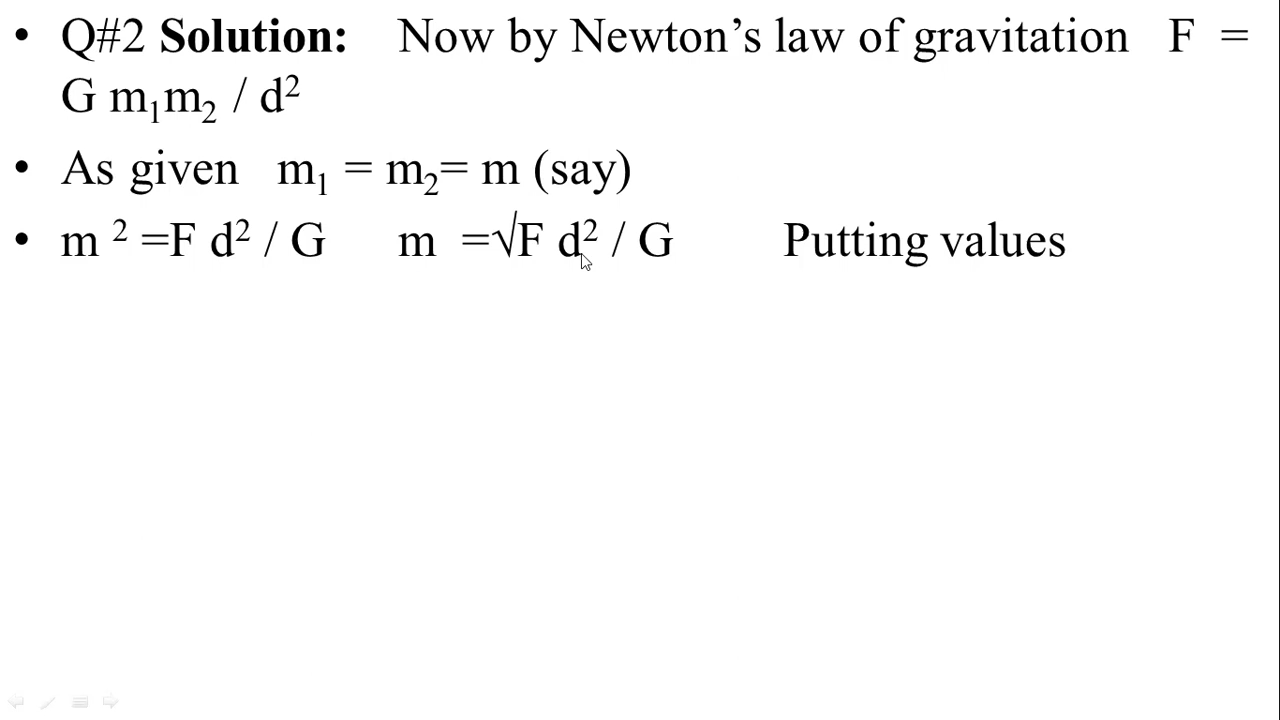 • Q#2 Solution: Now by Newton’s law of gravitation F =
G m₁m₂ / d²
• As given m₁ = m₂= m (say)
• m ² =F d² / G m =√F d² / G Putting values